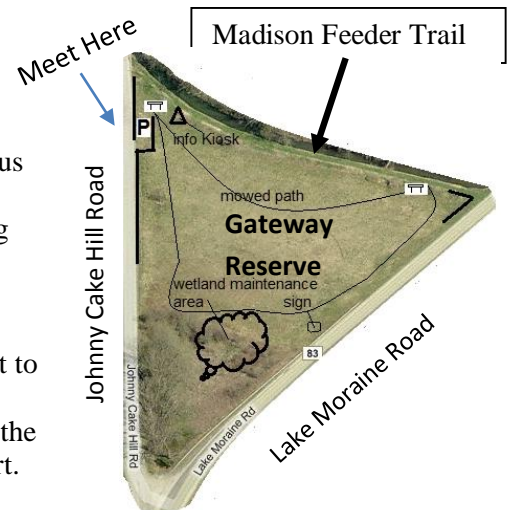 Madison Feeder Trail
Meet Here
us
g
t to
the
rt.
P
info Kiosk
mowed path
Gateway
Reserve
wetland maintenance
area
sign
83
Johnny Cake Hill Road
Johnny Cake Hill Rd
Lake Moraine Rd
Lake Moraine Road